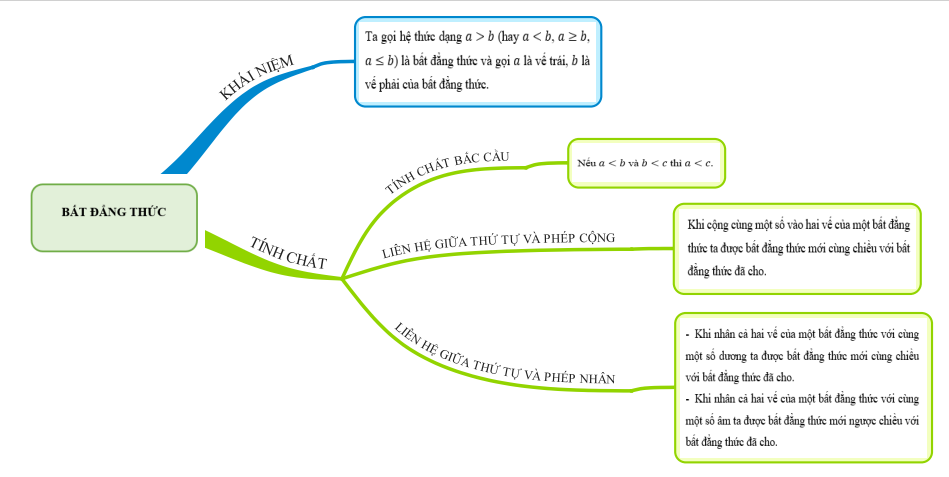 KHÁI NIỆM
Ta gọi hệ thức dạng a > b (hay a < b, a ≥ b,
a ≤ b) là bất đẳng thức và gọi a là vế trái, b là
vế phải của bất đẳng thức.
BẤT ĐẲNG THỨC
TÍNH CHẤT
TÍNH CHẤT BẮC CẦU
Nếu a < b và b < c thì a < c.
LIÊN HỆ GIỮA THỨ TỰ VÀ PHÉP CỘNG
Khi cộng cùng một số vào hai vế của một bất đẳng
thức ta được bất đẳng thức mới cùng chiều với bất
đẳng thức đã cho.
LIÊN HỆ GIỮA THỨ TỰ VÀ PHÉP NHÂN
- Khi nhân cả hai vế của một bất đẳng thức với cùng
một số dương ta được bất đẳng thức mới cùng chiều
với bất đẳng thức đã cho.
- Khi nhân cả hai vế của một bất đẳng thức với cùng
một số âm ta được bất đẳng thức mới ngược chiều với
bất đẳng thức đã cho.